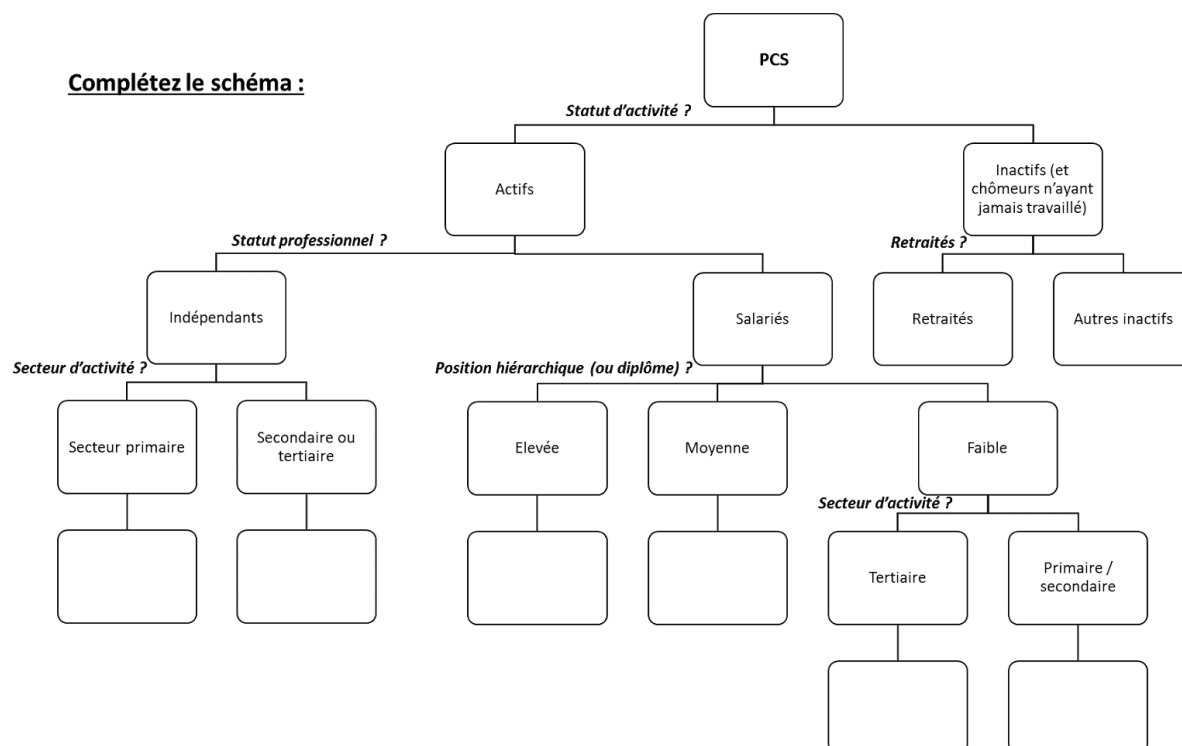 PCS
Complétez le schéma :
Statut d'activité ?
Actifs
Inactifs (et
chômeurs n'ayant
jamais travaillé)
Statut professionnel ?
Retraités ?
Indépendants
Salariés
Retraités
Autres inactifs
Secteur d'activité ?
Position hiérarchique (ou diplôme) ?
Secteur primaire
Secondaire ou
tertiaire
Elevée
Moyenne
Faible
Secteur d'activité ?
Tertiaire
Primaire /
secondaire